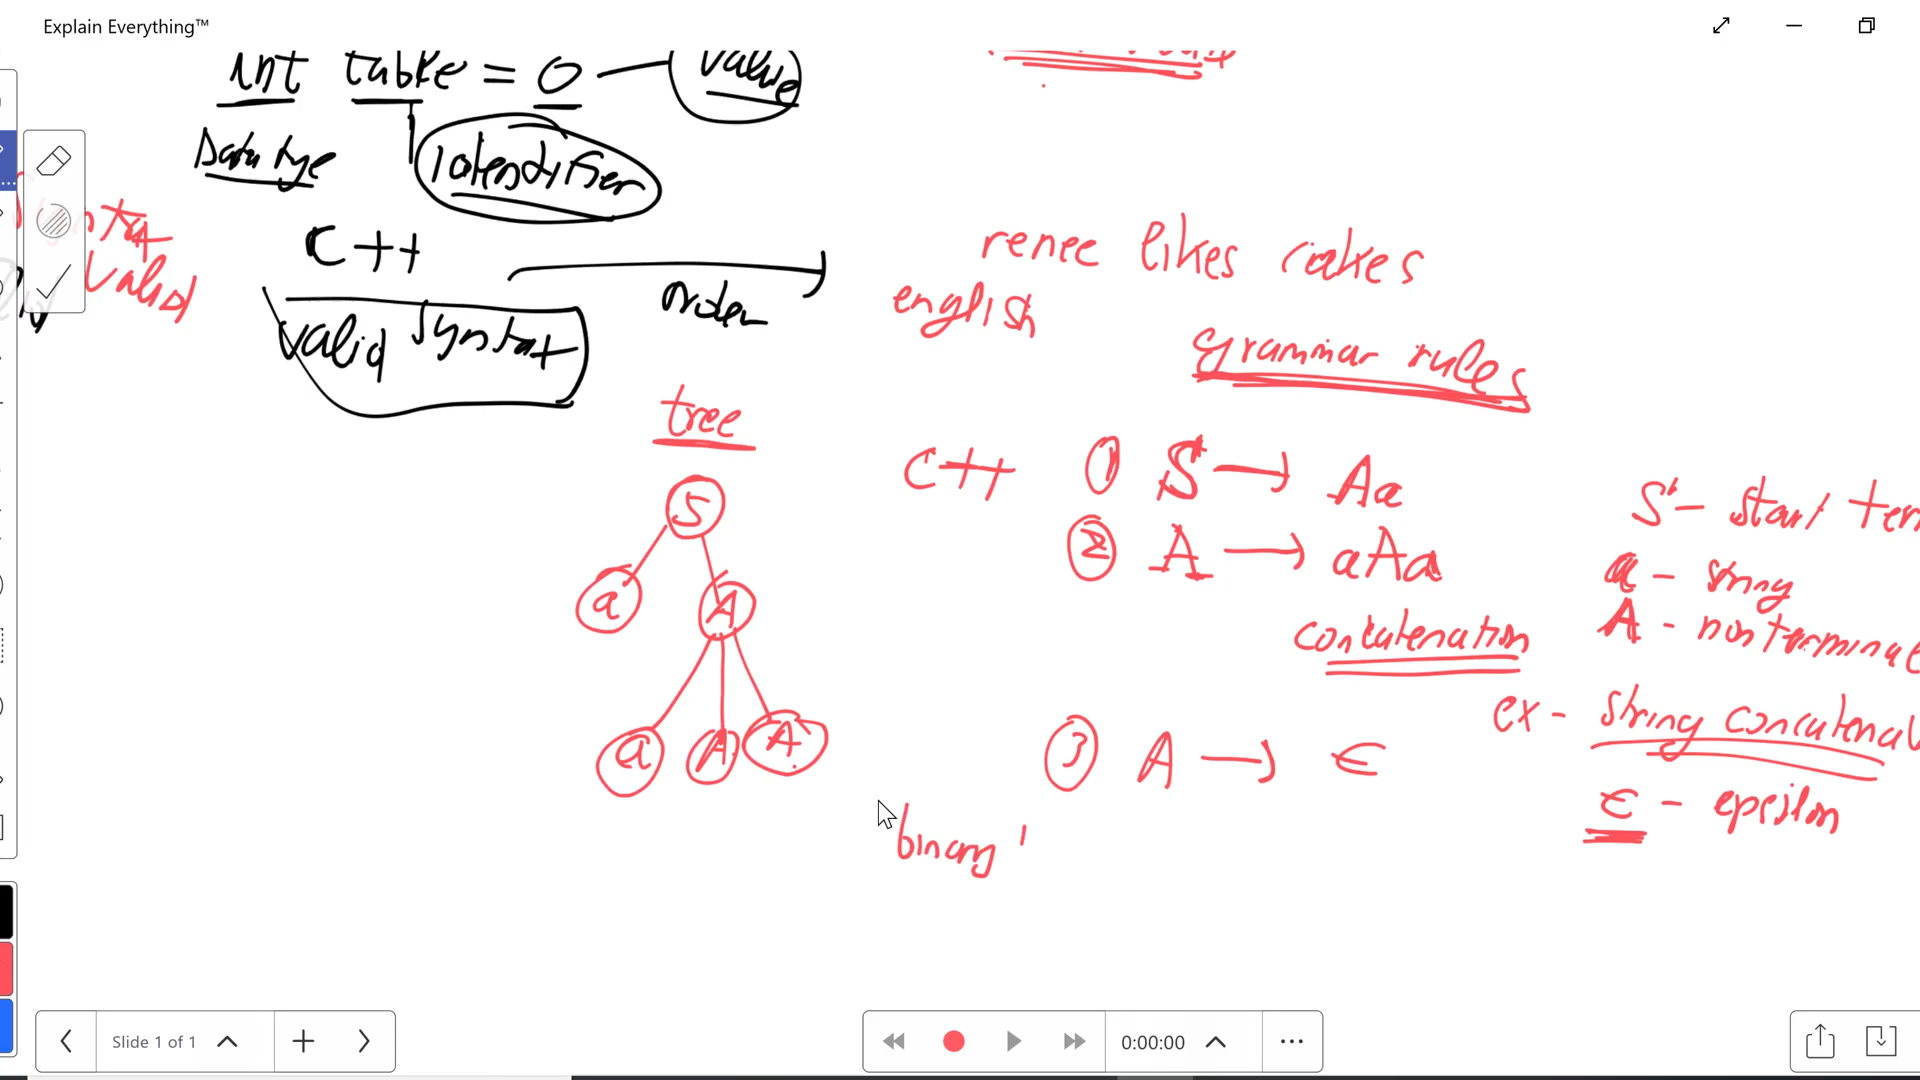 Explain Everything™
int table = 0 — value
Data type
identifier
C++
order
valid syntax
valid
renee likes cakes
english
grammar rules
tree
S
a A
a A A
C++ ① S → Aa
② A → aAa
concatenation
③ A → ϵ
binary
S - start ter
a - string
A - non terminal
ex - string concatenat
ϵ - epsilon
Slide 1 of 1
0:00:00